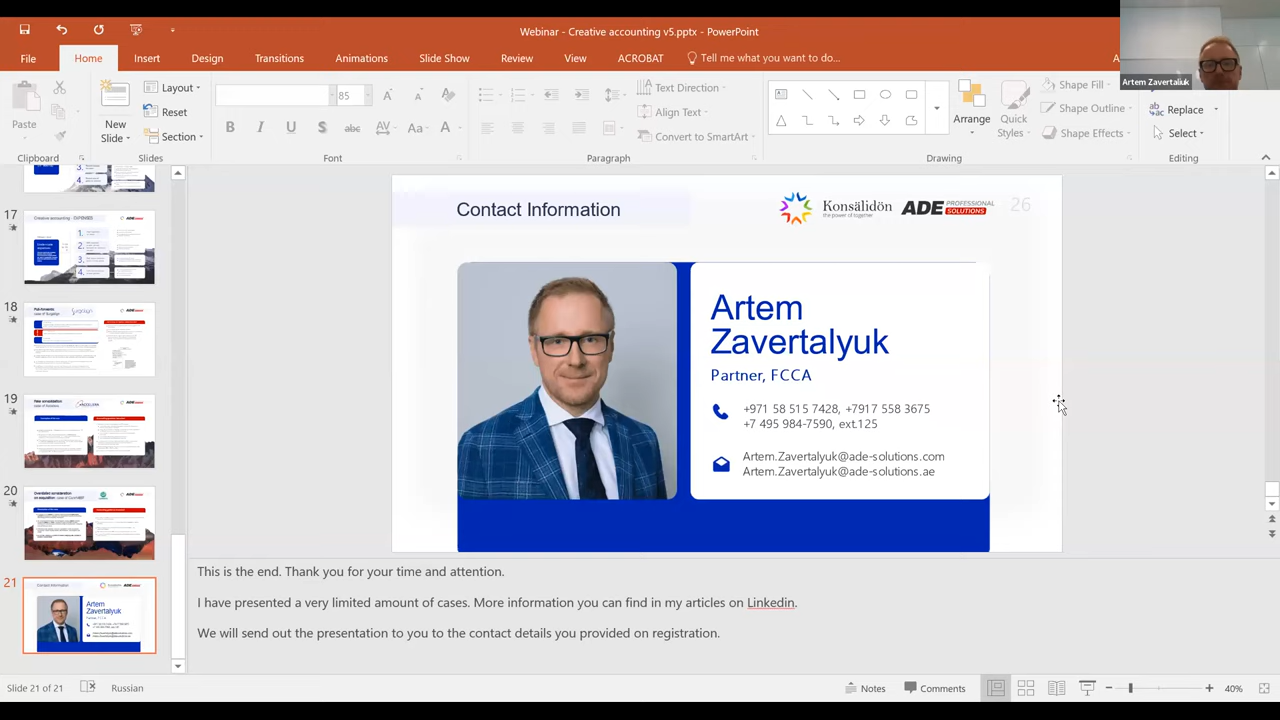 Webinar - Creative accounting v5.pptx - PowerPoint
File Home Insert Design Transitions Animations Slide Show Review View ACROBAT Tell me what you want to do...
Artem Zavertaliuk
Paste
New
Slide
Layout
Reset
Section
85
Text Direction
Align Text
Convert to SmartArt
Arrange
Quick
Styles
Shape Fill
Shape Outline
Shape Effects
Replace
Select
Clipboard Slides Font Paragraph Drawing Editing
17
18
19
20
21
Contact Information
Konsälidön
the power of together
ADE PROFESSIONAL
SOLUTIONS
26
Artem
Zavertalyuk
Partner, FCCA
+7 495 984-7590, ext.125
Artem.Zavertalyuk@ade-solutions.com
Artem.Zavertalyuk@ade-solutions.ae
This is the end. Thank you for your time and attention.
I have presented a very limited amount of cases. More information you can find in my articles on Linkedin.
We will send out the presentation to you to the contact details you provided on registration.
Slide 21 of 21 Russian Notes Comments 40%